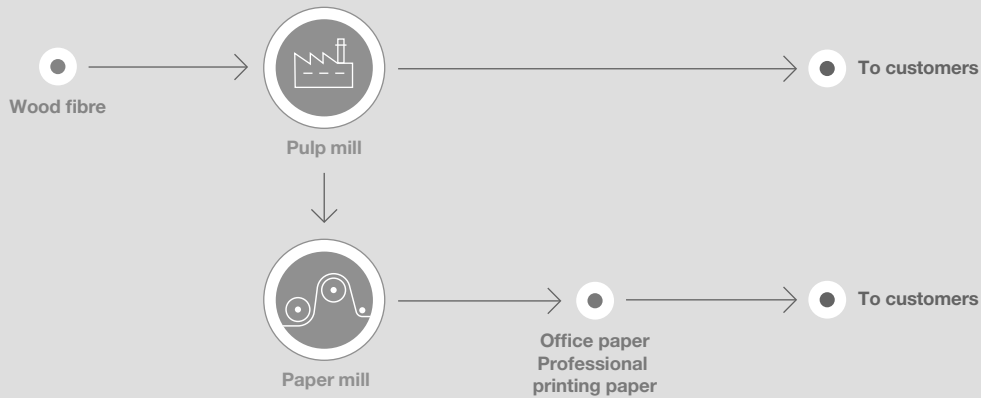 To customers
Wood fibre
Pulp mill
To customers
Office paper
Professional
printing paper
Paper mill